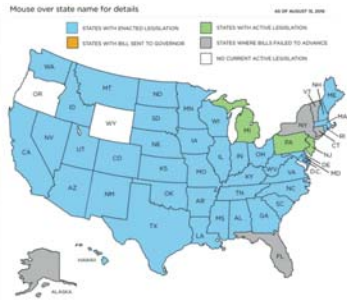 Mouse over state name for details
AS OF AUGUST 15, 2015
STATES WITH ENACTED LEGISLATION
STATES WITH ACTIVE LEGISLATION
STATES WITH BILL SENT TO GOVERNOR
STATES WHERE BILLS FAILED TO ADVANCE
NO CURRENT ACTIVE LEGISLATION
WA
MT
ND
MN
VT
NH
ME
OR
ID
SD
WI
MI
NY
MA
RI
CT
WY
NE
IA
PA
NJ
NV
UT
CO
IL
IN
OH
DE
MD
D.C.
CA
KS
MO
KY
WV
VA
AZ
NM
OK
AR
TN
NC
SC
TX
LA
MS
AL
GA
FL
HAWAII
ALASKA